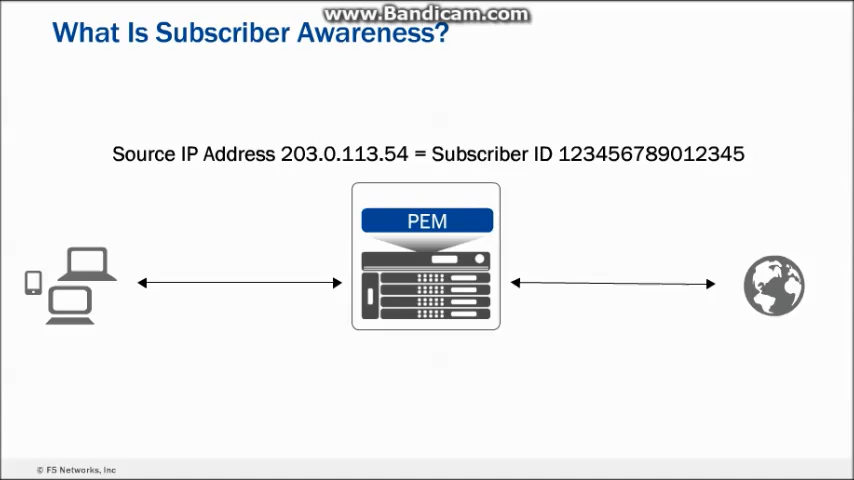 www.Bandicam.com
What Is Subscriber Awareness?
Source IP Address 203.0.113.54 = Subscriber ID 123456789012345
PEM
© F5 Networks, Inc